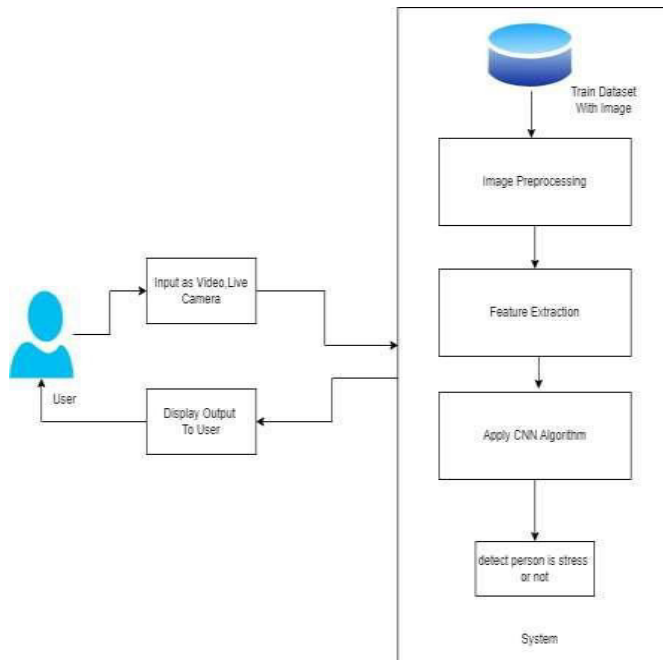 Train Dataset
With Image
Image Preprocessing
Input as Video,Live
Camera
Feature Extraction
User
Display Output
To User
Apply CNN Algorithm
detect person is stress
or not
System